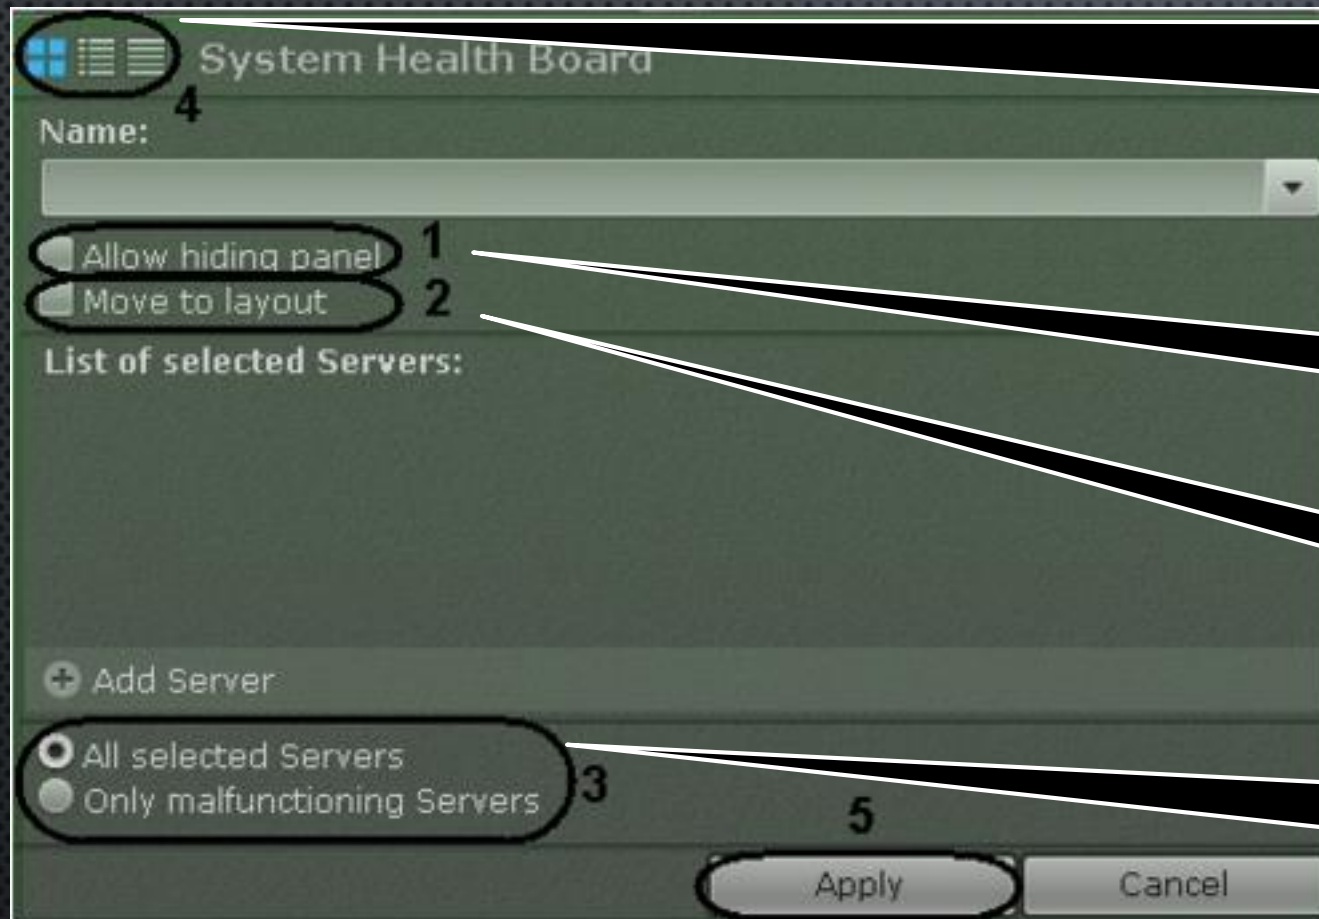 System Health Board
4
Name:
Allow hiding panel 1
Move to layout 2
List of selected Servers:
Add Server
All selected Servers
Only malfunctioning Servers 3
5
Apply Cancel